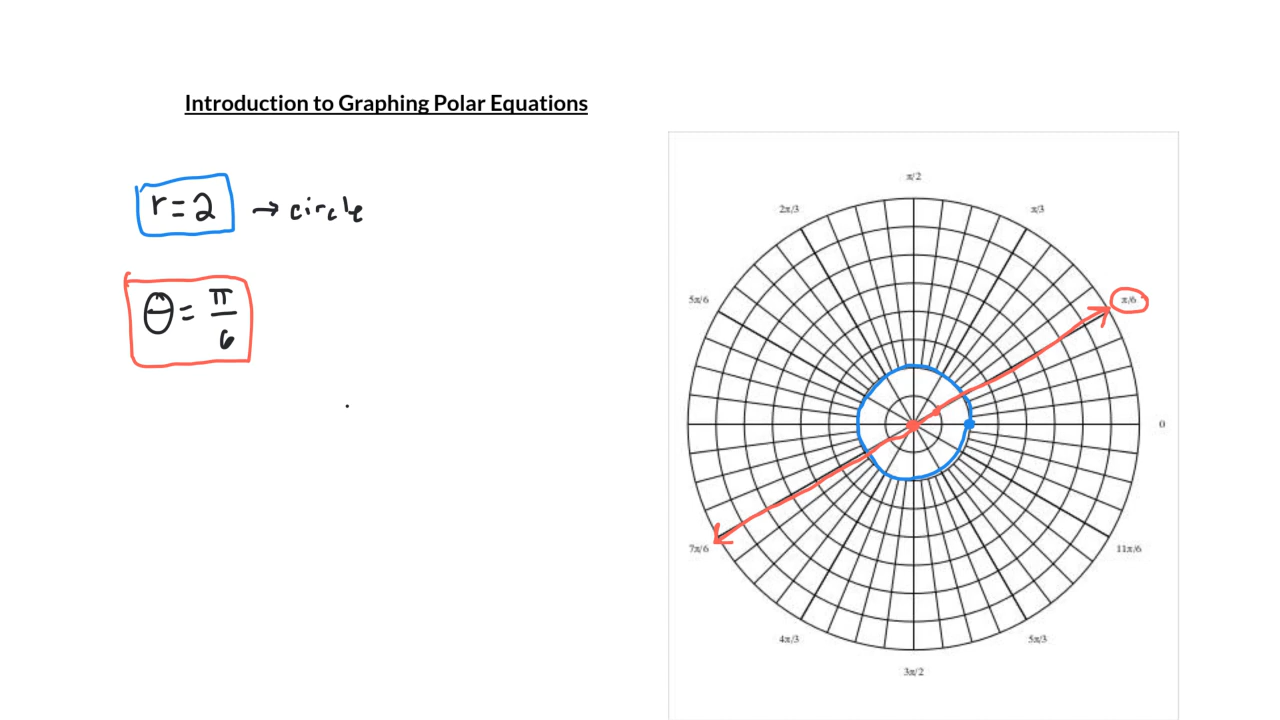 Introduction to Graphing Polar Equations
r=2 → circle
θ= π/6
π/2
2π/3
π/3
5π/6
π/6
0
7π/6
11π/6
4π/3
5π/3
3π/2